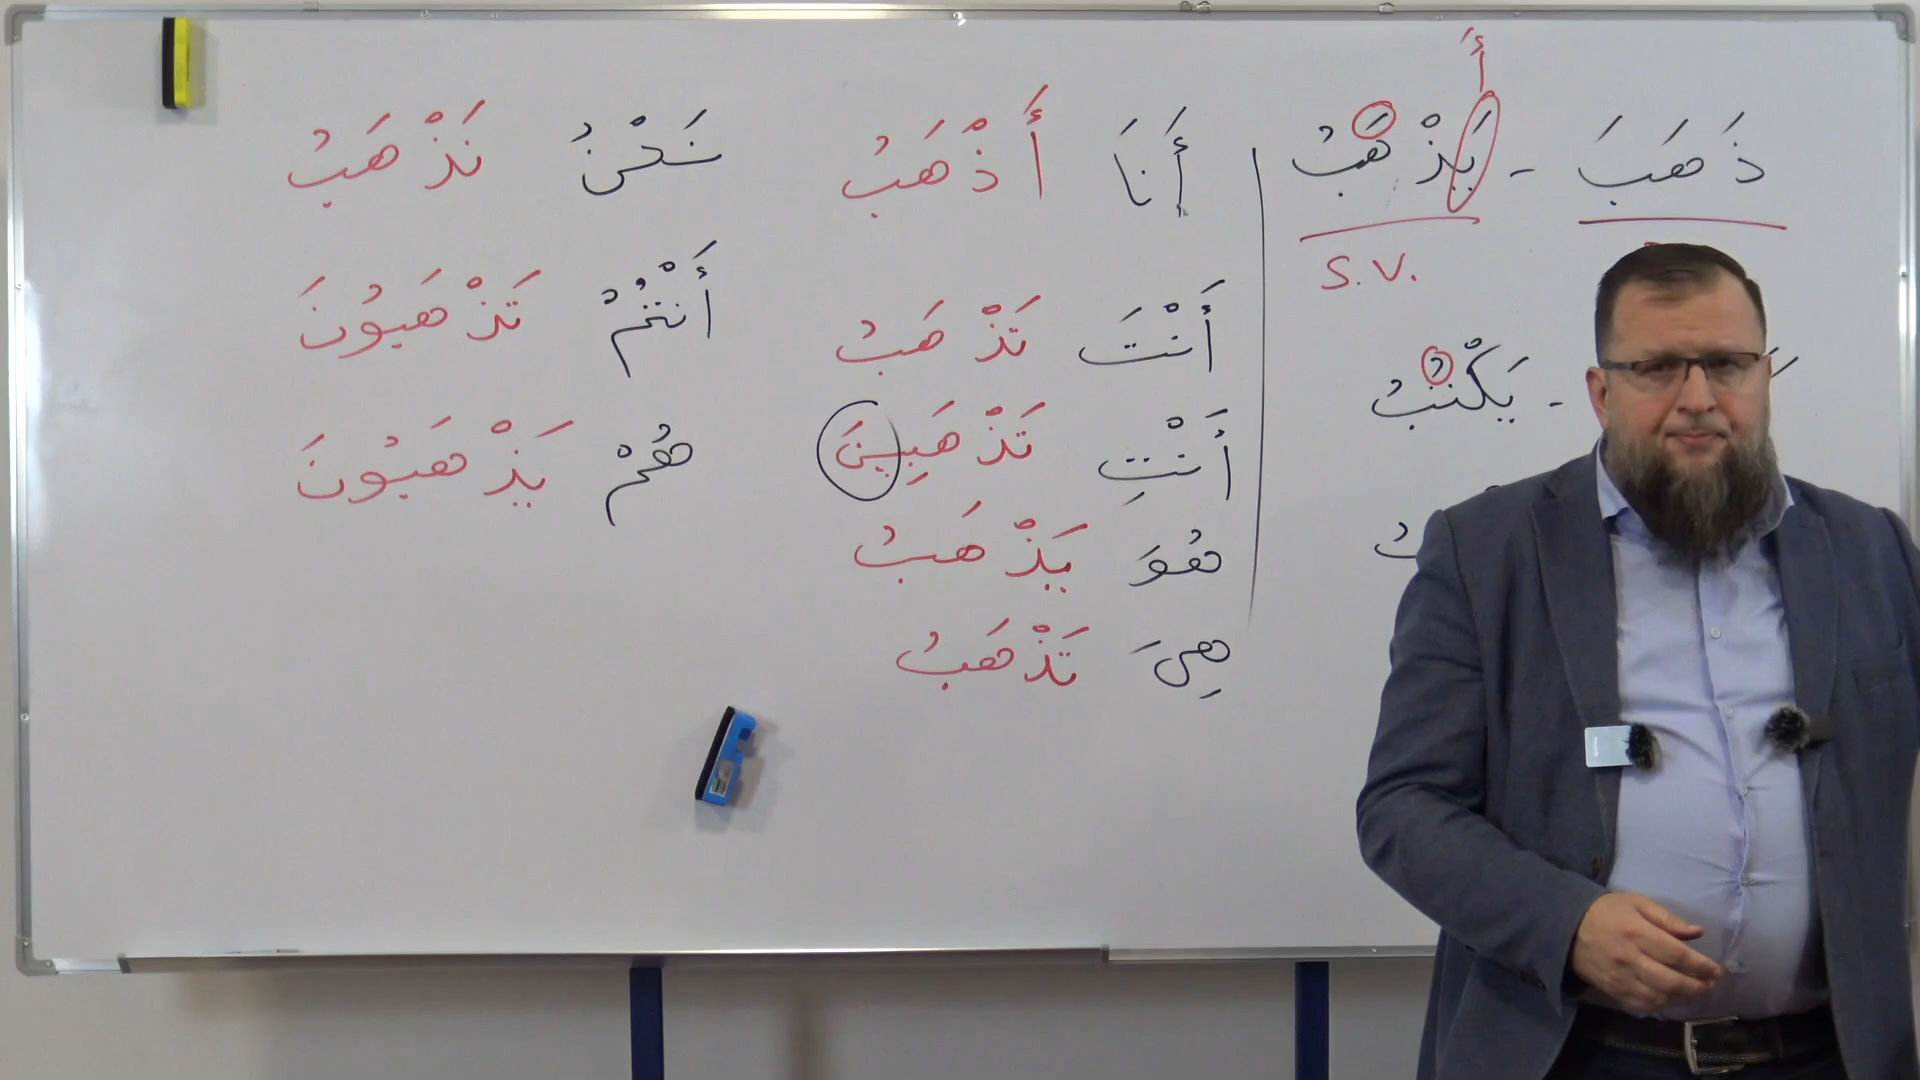 ذَهَبَ - يَذْهَبُ
أَ
S.V.
يَكْتُبُ -
أَنَا أَذْهَبُ
أَنْتَ تَذْهَبُ
أَنْتِ تَذْهَبِينَ
هُوَ يَذْهَبُ
هِيَ تَذْهَبُ
نَحْنُ نَذْهَبُ
أَنْتُمْ تَذْهَبُونَ
هُمْ يَذْهَبُونَ